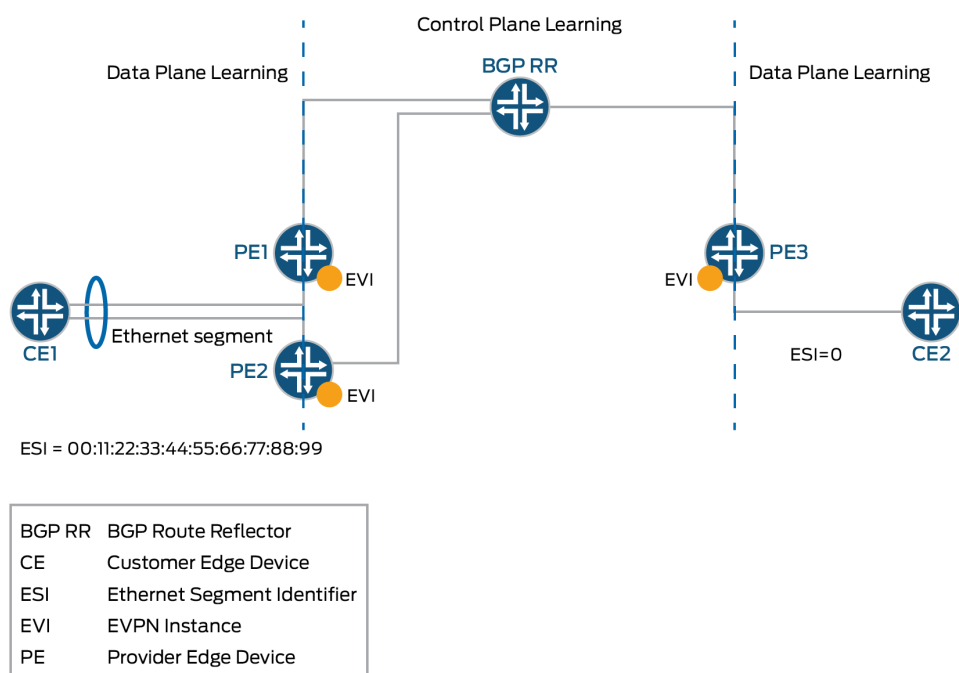 Control Plane Learning
Data Plane Learning
BGP RR
Data Plane Learning
PE1
EVI
EVI
PE3
Ethernet segment
CE1
PE2
EVI
ESI=0
CE2
ESI = 00:11:22:33:44:55:66:77:88:99
BGP RR BGP Route Reflector
CE Customer Edge Device
ESI Ethernet Segment Identifier
EVI EVPN Instance
PE Provider Edge Device